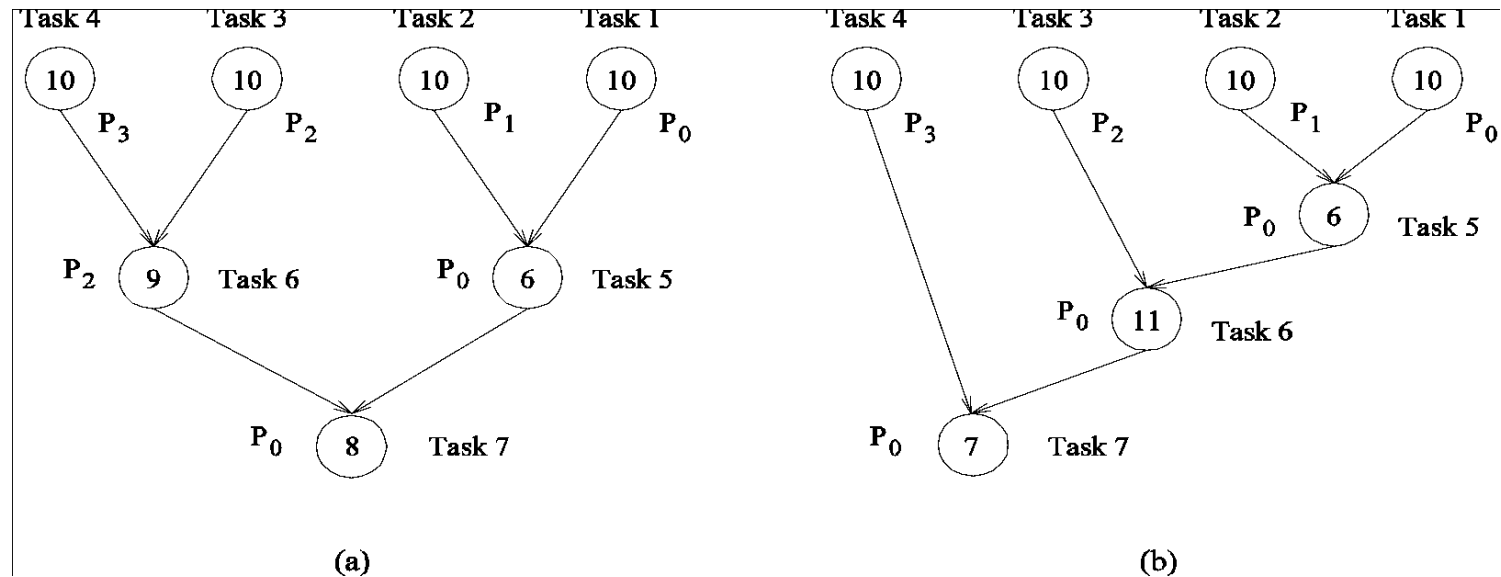 Task 4 Task 3 Task 2 Task 1 Task 4 Task 3 Task 2 Task 1
10 10 10 10 10 10 10 10
P3 P2 P1 P0 P3 P2 P1 P0
P0 6 Task 5
P2 9 Task 6 P0 6 Task 5
P0 11 Task 6
P0 8 Task 7 P0 7 Task 7
(a) (b)